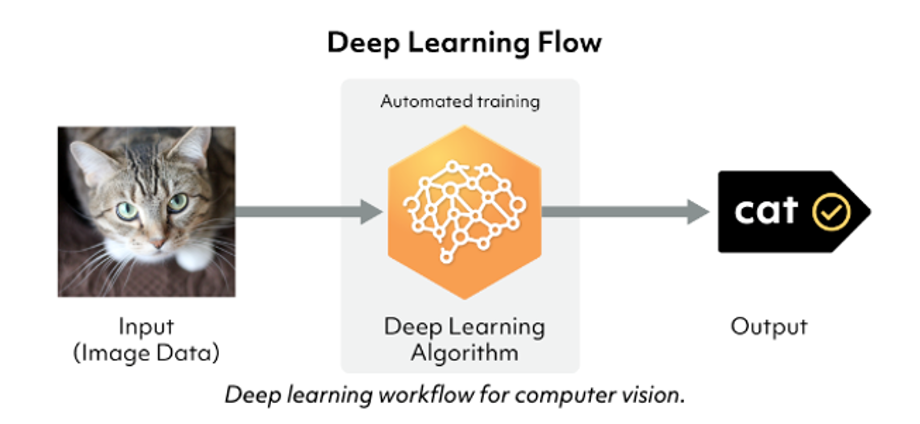 Deep Learning Flow
Automated training
cat
Input
(Image Data)
Deep Learning
Algorithm
Output
Deep learning workflow for computer vision.